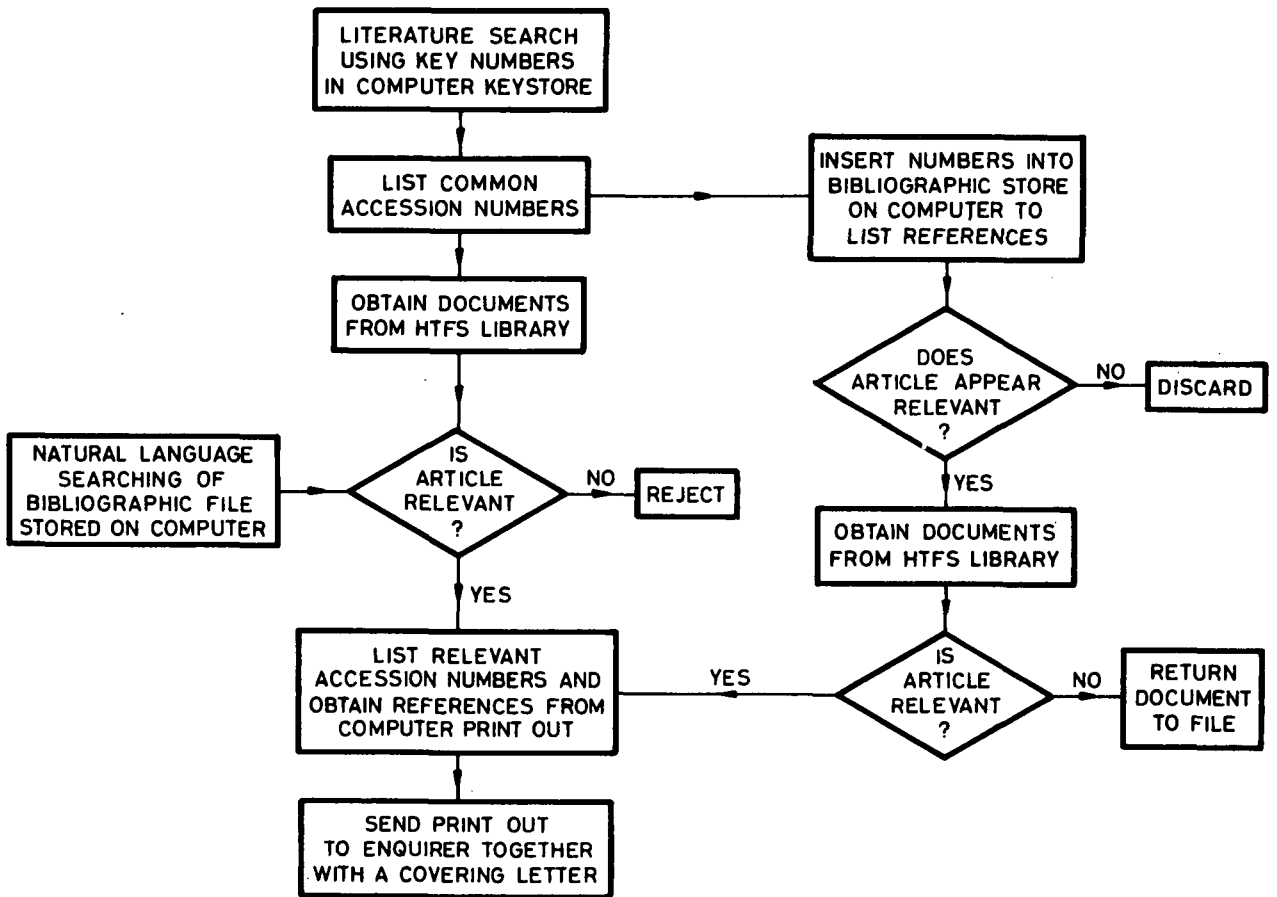 LITERATURE SEARCH
USING KEY NUMBERS
IN COMPUTER KEYSTORE
LIST COMMON
ACCESSION NUMBERS
INSERT NUMBERS INTO
BIBLIOGRAPHIC STORE
ON COMPUTER TO
LIST REFERENCES
OBTAIN DOCUMENTS
FROM HTFS LIBRARY
DOES
ARTICLE APPEAR
RELEVANT
?
NO
DISCARD
YES
NATURAL LANGUAGE
SEARCHING OF
BIBLIOGRAPHIC FILE
STORED ON COMPUTER
IS
ARTICLE
RELEVANT
?
NO
REJECT
YES
OBTAIN DOCUMENTS
FROM HTFS LIBRARY
LIST RELEVANT
ACCESSION NUMBERS AND
OBTAIN REFERENCES FROM
COMPUTER PRINT OUT
YES
IS
ARTICLE
RELEVANT
?
NO
RETURN
DOCUMENT
TO FILE
SEND PRINT OUT
TO ENQUIRER TOGETHER
WITH A COVERING LETTER